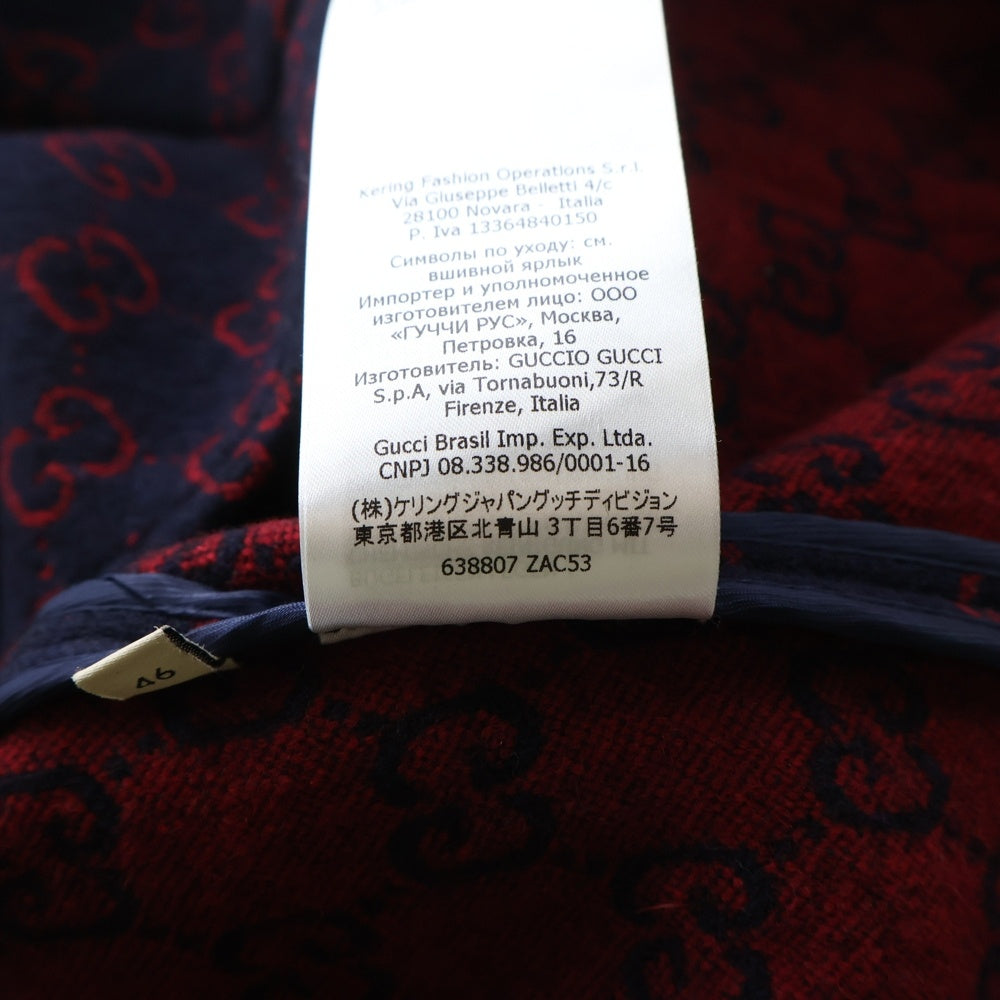 Kering Fashion Operations S.r.l.
Via Giuseppe Belletti 4/c
28100 Novara - Italia
P. Iva 13364840150
Символы по уходу: см.
вшивной ярлык
Импортер и уполномоченное
изготовителем лицо: ООО
«ГУЧЧИ РУС», Москва,
Петровка, 16
Изготовитель: GUCCIO GUCCI
S.p.A, via Tornabuoni,73/R
Firenze, Italia
Gucci Brasil Imp. Exp. Ltda.
CNPJ 08.338.986/0001-16
(株)ケリングジャパングッチディビジョン
東京都港区北青山 3丁目6番7号
638807 ZAC53
46